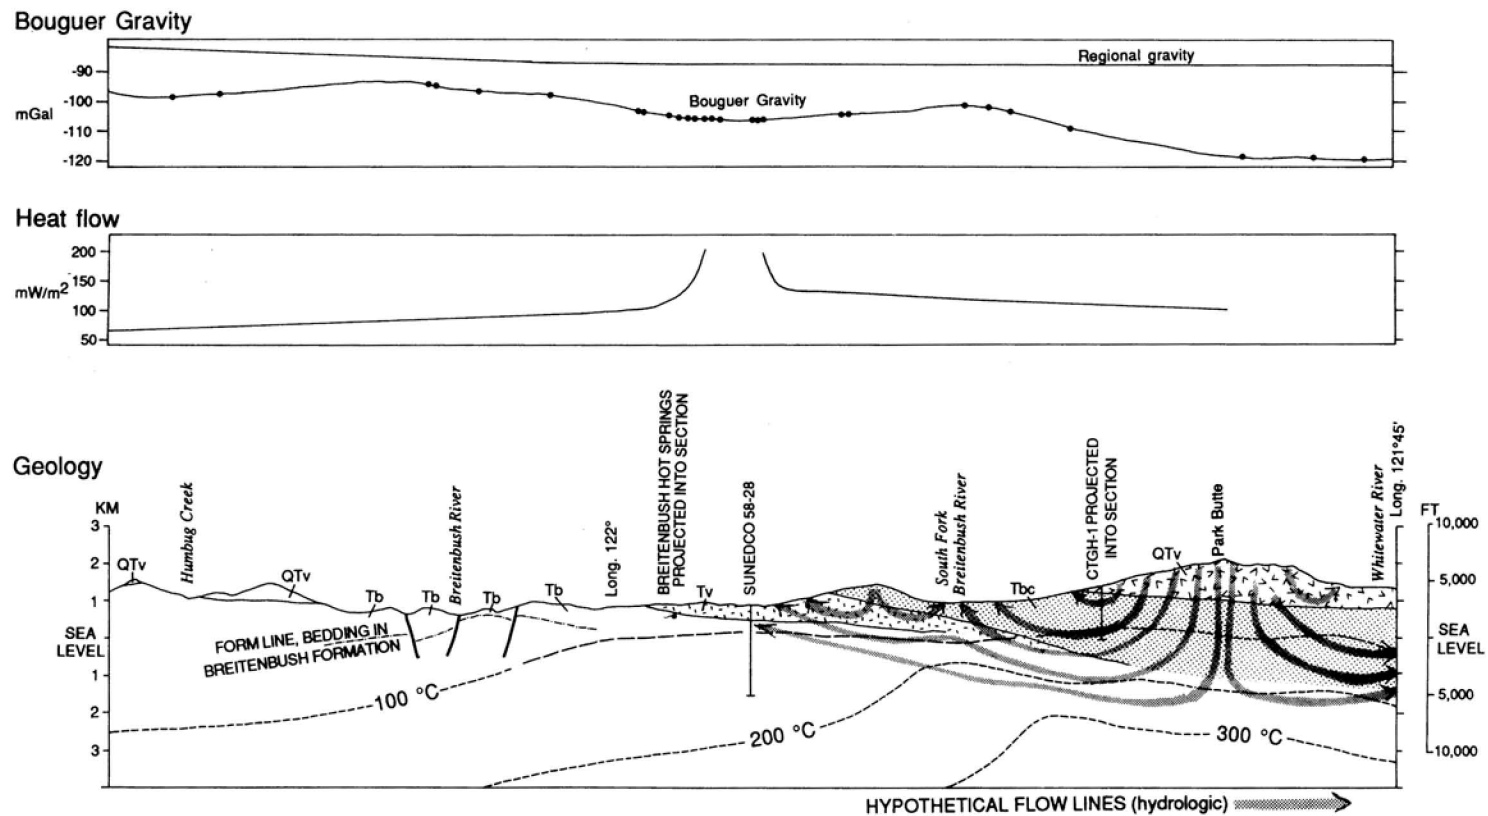 Bouguer Gravity
Regional gravity
-90
-100
mGal
Bouguer Gravity
-110
-120
Heat flow
200
150
mW/m2
100
50
Geology
KM
Humbug Creek
Breitenbush River
Long. 122°
BREITENBUSH HOT SPRINGS
PROJECTED INTO SECTION
SUNEDCO 58-28
South Fork
Breitenbush River
CTGH-1 PROJECTED
INTO SECTION
Park Butte
Whitewater River
Long. 121°45'
FT
3
10,000
2
QTv
QTv
QTv
5,000
1
Tb
Tb
Tb
Tb
Tv
Tbc
SEA
LEVEL
FORM LINE, BEDDING IN
BREITENBUSH FORMATION
SEA
LEVEL
1
100 °C
5,000
2
200 °C
300 °C
3
10,000
HYPOTHETICAL FLOW LINES (hydrologic)